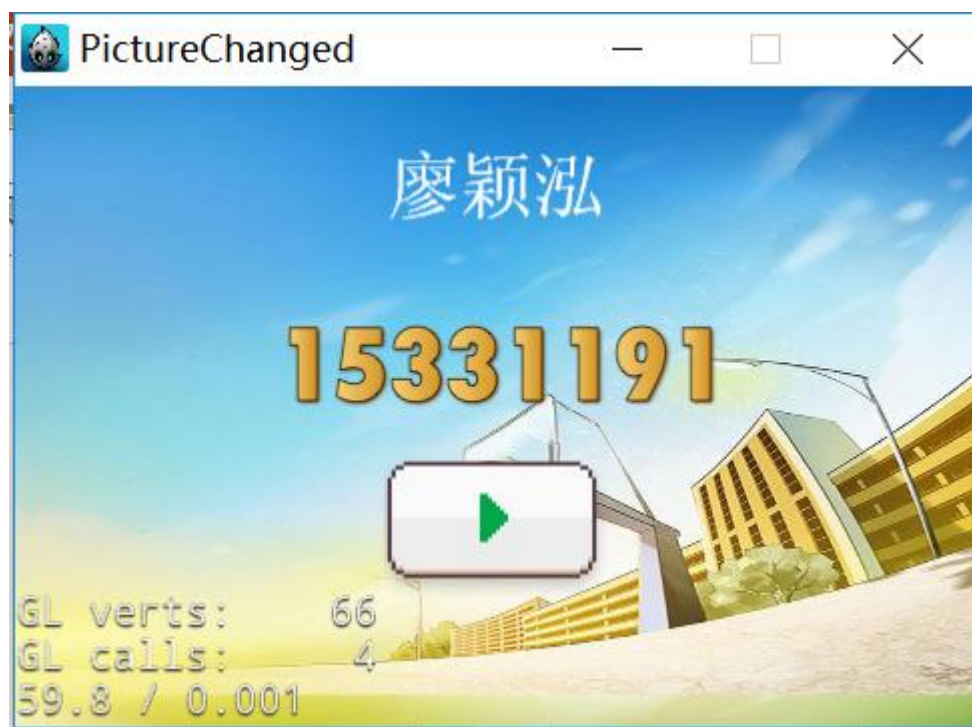 PictureChanged
廖颖泓
15331191
GL verts: 66
GL calls: 4
59.8 / 0.001